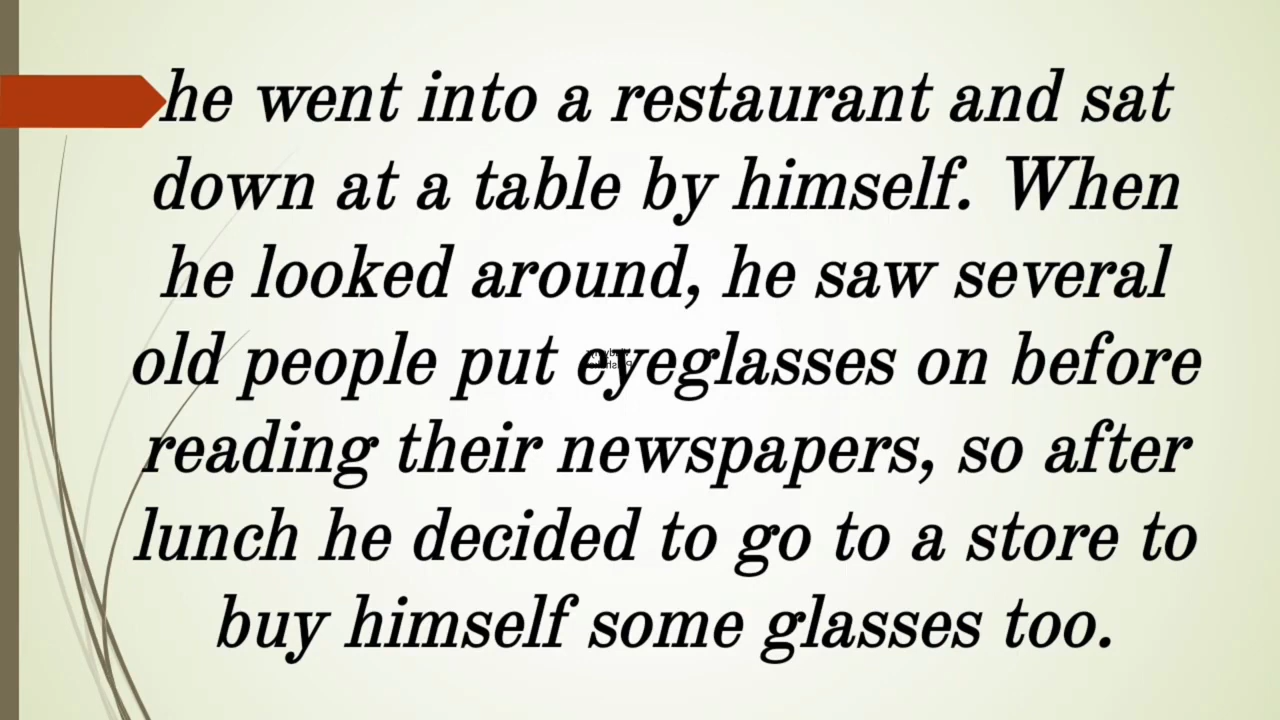 he went into a restaurant and sat
down at a table by himself. When
he looked around, he saw several
old people put eyeglasses on before
reading their newspapers, so after
lunch he decided to go to a store to
buy himself some glasses too.